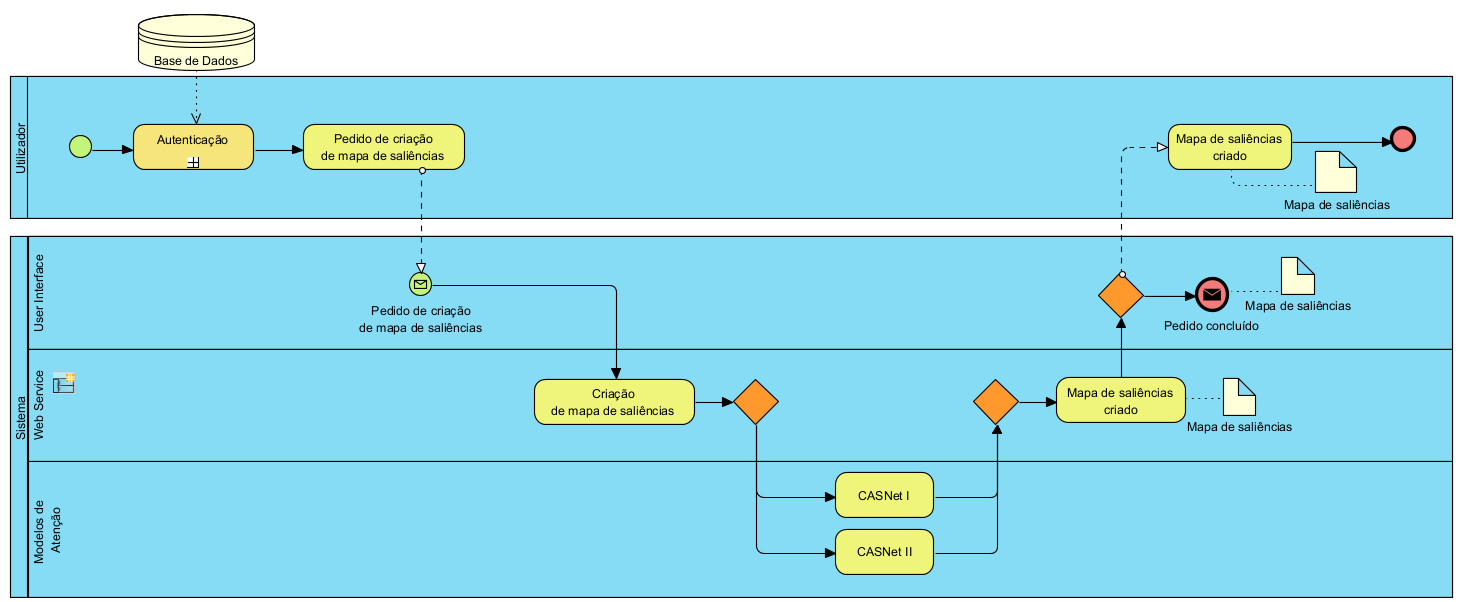 Base de Dados
Utilizador
Autenticação
Pedido de criação
de mapa de saliências
Mapa de saliências
criado
Mapa de saliências
Sistema
User Interface
Pedido de criação
de mapa de saliências
Pedido concluído
Mapa de saliências
Web Service
Criação
de mapa de saliências
Mapa de saliências
criado
Mapa de saliências
Modelos de
Atenção
CASNet I
CASNet II